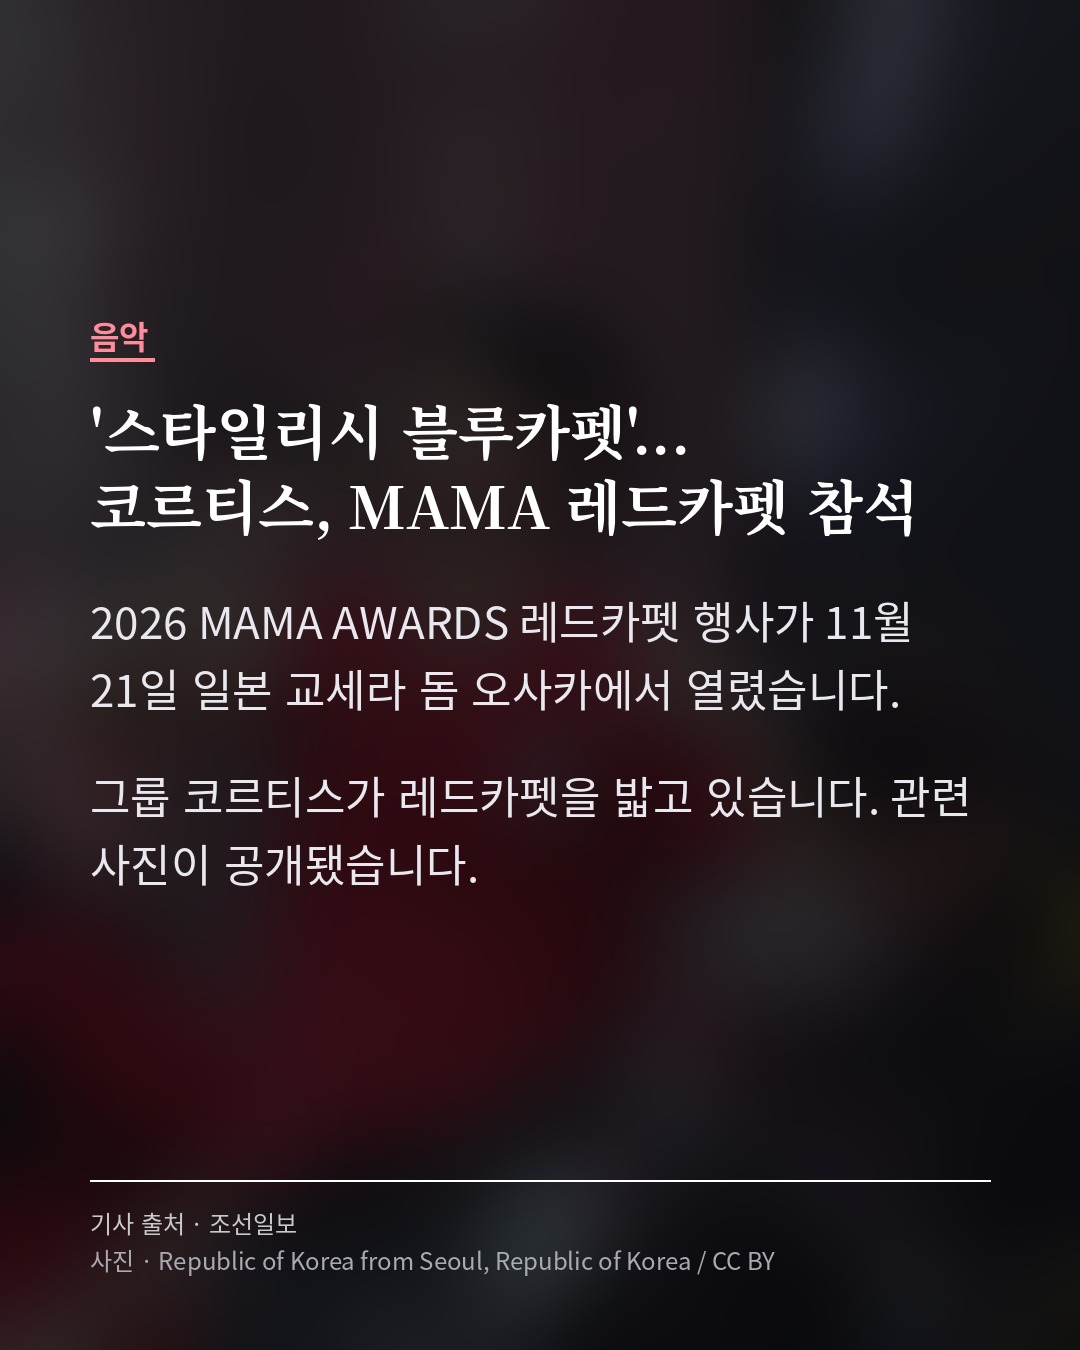 음악
'스타일리시 블루카펫'...
코르티스, MAMA 레드카펫 참석
2026 MAMA AWARDS 레드카펫 행사가 11월
21일 일본 교세라 돔 오사카에서 열렸습니다.
그룹 코르티스가 레드카펫을 밟고 있습니다. 관련
사진이 공개됐습니다.
기사 출처 · 조선일보
사진 · Republic of Korea from Seoul, Republic of Korea / CC BY